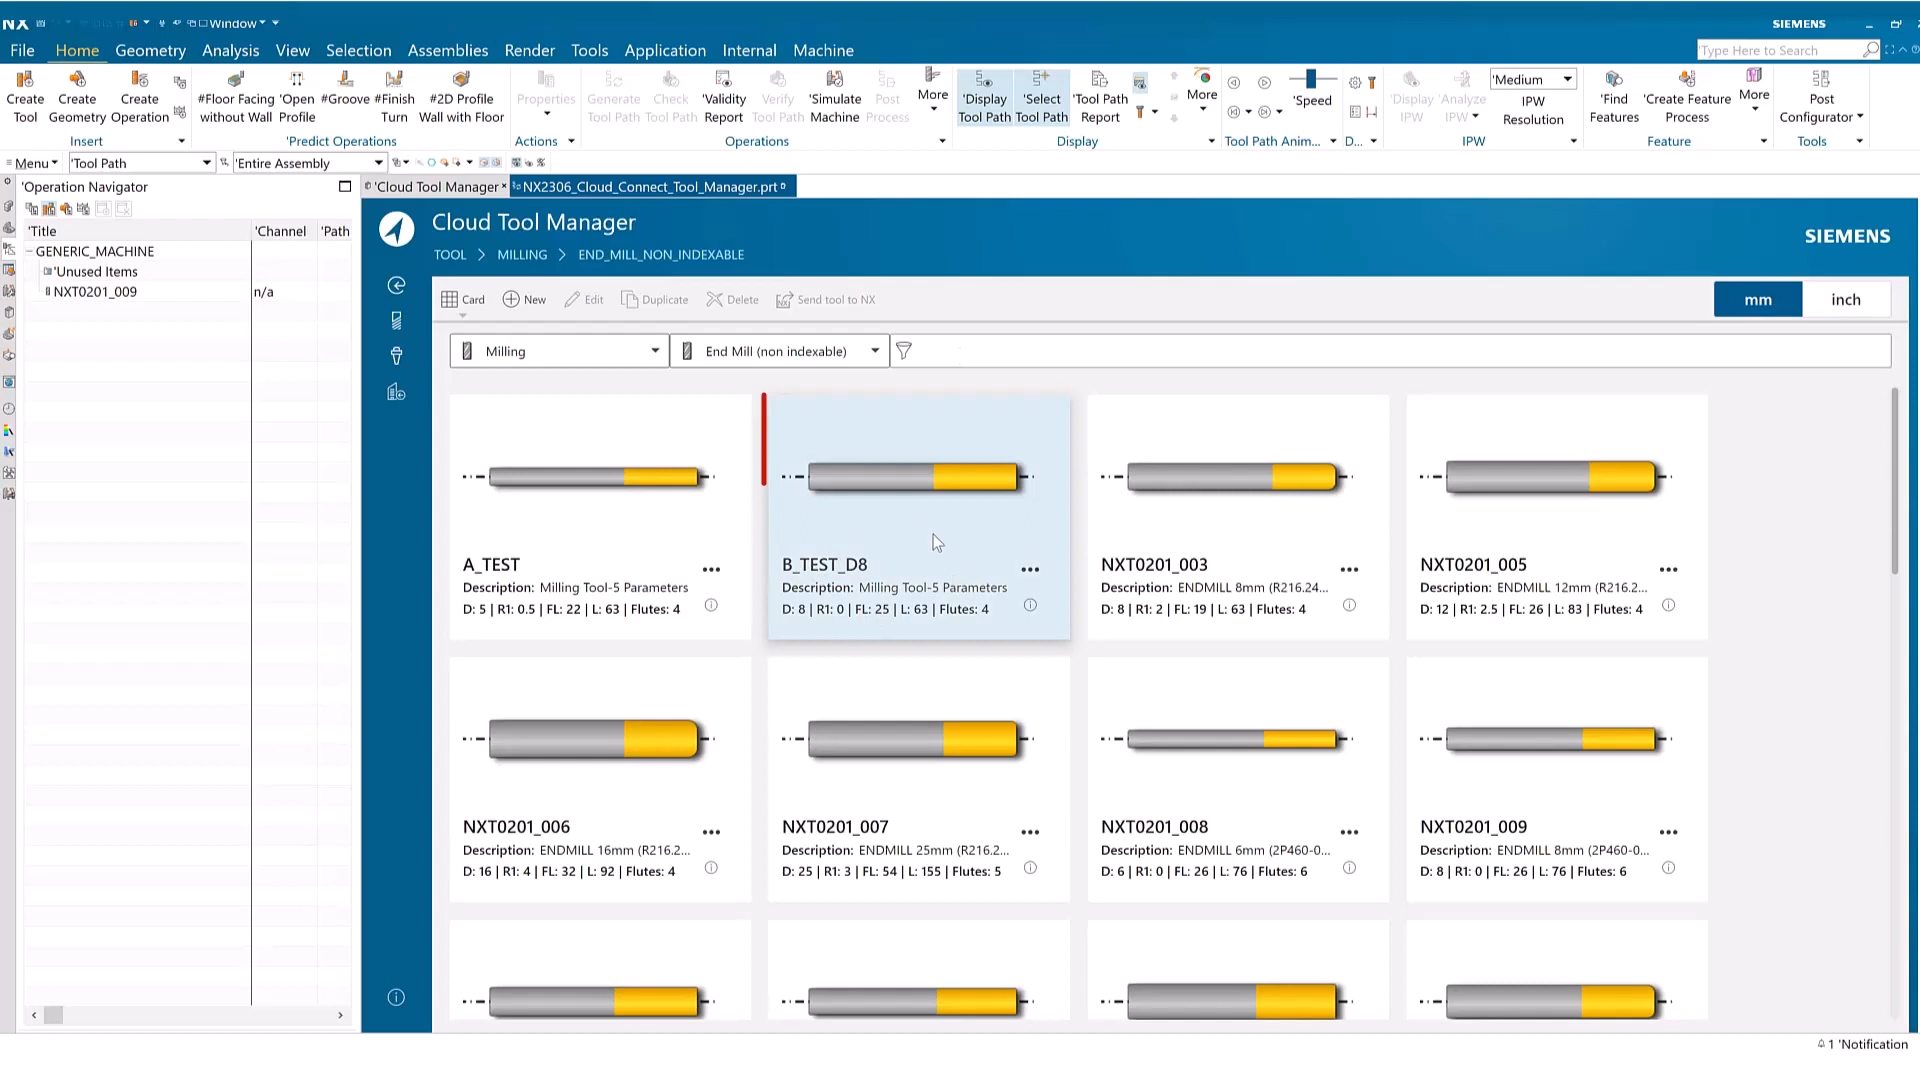 NX
Window
SIEMENS
File Home Geometry Analysis View Selection Assemblies Render Tools Application Internal Machine
'Type Here to Search
Create Tool
Create Geometry
Create Operation
#Floor Facing without Wall
'Open Profile
#Groove
#Finish Turn
#2D Profile Wall with Floor
Properties
Generate Tool Path
Check Tool Path
'Validity Report
Verify Tool Path
'Simulate Machine
Post Process
More
'Display Tool Path
'Select Tool Path
'Tool Path Report
More
'Speed
'Display IPW
'Analyze IPW
'Medium
IPW Resolution
'Find Features
'Create Feature Process
More
Post Configurator
Insert
'Predict Operations
Actions
Operations
Display
Tool Path Anim...
D...
IPW
Feature
Tools
Menu
'Tool Path
'Entire Assembly
'Operation Navigator
'Cloud Tool Manager
NX2306_Cloud_Connect_Tool_Manager.prt
'Title 'Channel 'Path
GENERIC_MACHINE
'Unused Items
NXT0201_009 n/a
Cloud Tool Manager
SIEMENS
TOOL MILLING END_MILL_NON_INDEXABLE
Card New Edit Duplicate Delete Send tool to NX
mm inch
Milling End Mill (non indexable)
A_TEST
Description: Milling Tool-5 Parameters
D: 5 | R1: 0.5 | FL: 22 | L: 63 | Flutes: 4
B_TEST_D8
Description: Milling Tool-5 Parameters
D: 8 | R1: 0 | FL: 25 | L: 63 | Flutes: 4
NXT0201_003
Description: ENDMILL 8mm (R216.24...
D: 8 | R1: 2 | FL: 19 | L: 63 | Flutes: 4
NXT0201_005
Description: ENDMILL 12mm (R216.2...
D: 12 | R1: 2.5 | FL: 26 | L: 83 | Flutes: 4
NXT0201_006
Description: ENDMILL 16mm (R216.2...
D: 16 | R1: 4 | FL: 32 | L: 92 | Flutes: 4
NXT0201_007
Description: ENDMILL 25mm (R216.2...
D: 25 | R1: 3 | FL: 54 | L: 155 | Flutes: 5
NXT0201_008
Description: ENDMILL 6mm (2P460-0...
D: 6 | R1: 0 | FL: 26 | L: 76 | Flutes: 6
NXT0201_009
Description: ENDMILL 8mm (2P460-0...
D: 8 | R1: 0 | FL: 26 | L: 76 | Flutes: 6
1 'Notification